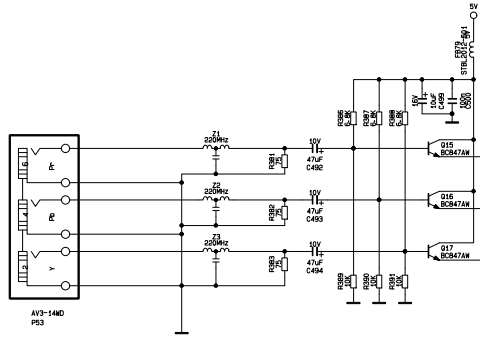 5V
FB79
STBL2012-501
5V
16V
10uF
C499
100n
C500
R386
6.8K
R387
6.8K
R388
6.8K
Z1
220MHz
10V
47uF
C492
R381
75
Q15
BC847AW
6
Pr
Z2
220MHz
10V
47uF
C493
R382
75
Q16
BC847AW
4
Pb
Z3
220MHz
10V
47uF
C494
R383
75
Q17
BC847AW
2
Y
R389
10K
R390
10K
R391
10K
AV3-14WD
P53